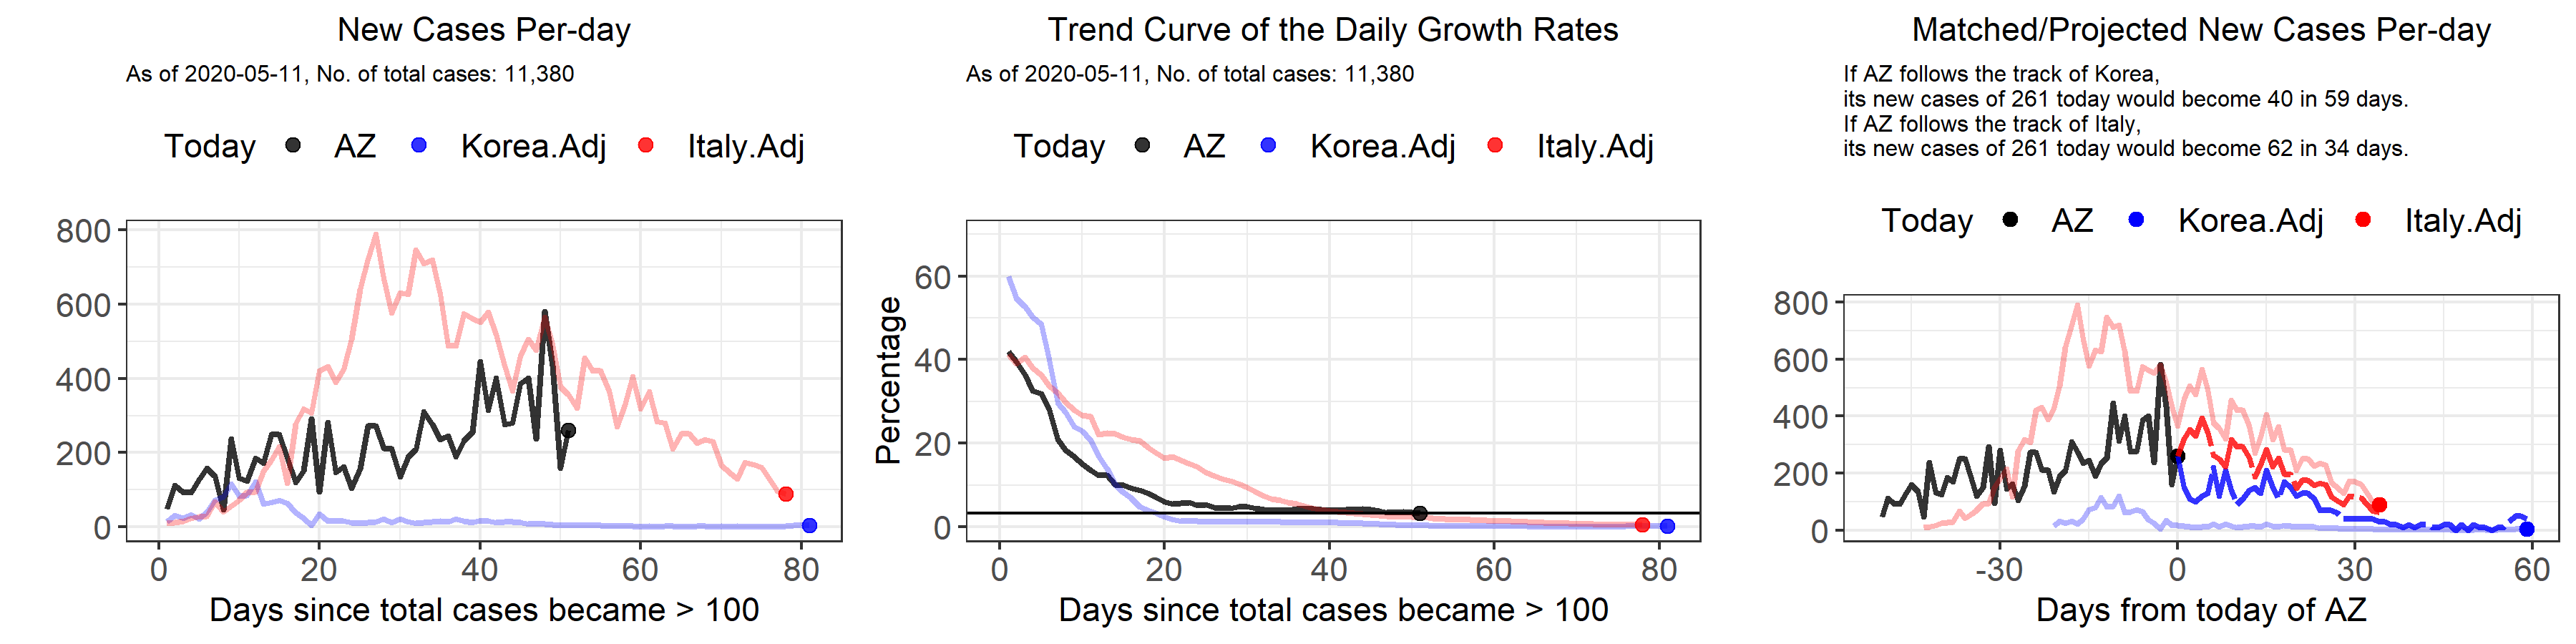 New Cases Per-day
As of 2020-05-11, No. of total cases: 11,380
Today AZ Korea.Adj Italy.Adj
800
600
400
200
0
0 20 40 60 80
Days since total cases became > 100
Trend Curve of the Daily Growth Rates
As of 2020-05-11, No. of total cases: 11,380
Today AZ Korea.Adj Italy.Adj
Percentage
60
40
20
0
0 20 40 60 80
Days since total cases became > 100
Matched/Projected New Cases Per-day
If AZ follows the track of Korea,
its new cases of 261 today would become 40 in 59 days.
If AZ follows the track of Italy,
its new cases of 261 today would become 62 in 34 days.
Today AZ Korea.Adj Italy.Adj
800
600
400
200
0
-30 0 30 60
Days from today of AZ